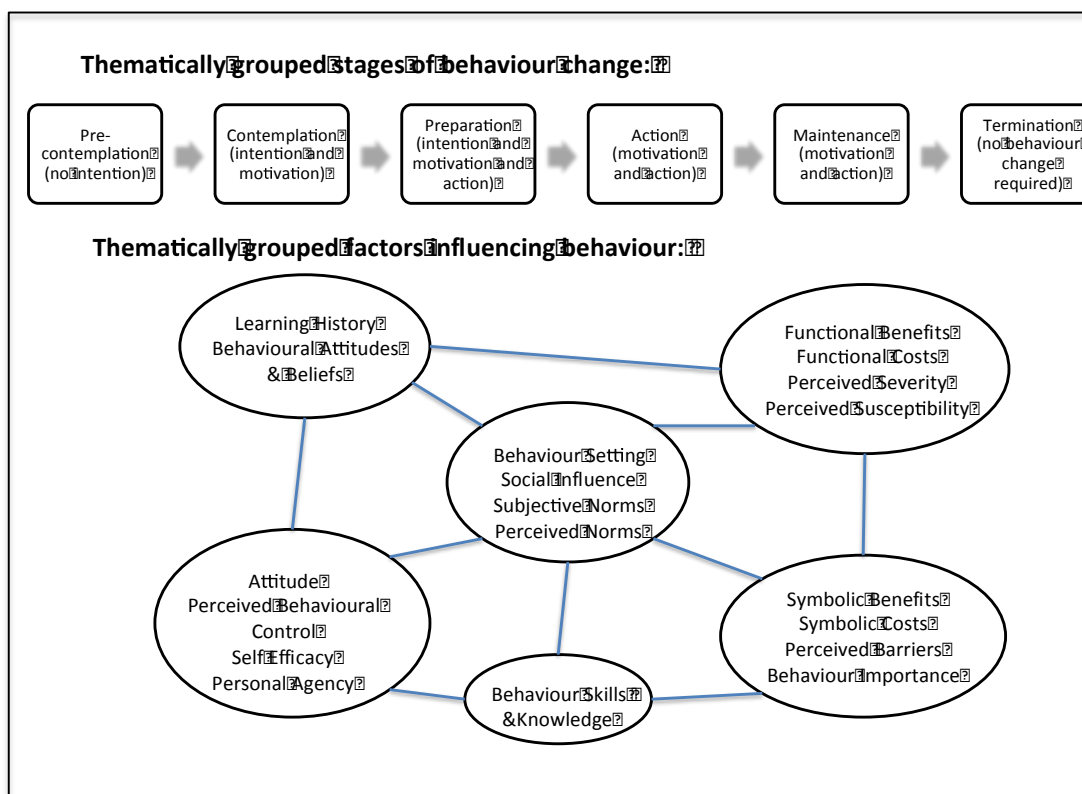 Thematically grouped stages of behaviour change:
Pre-
contemplation
(no intention)
Contemplation
(intention and
motivation)
Preparation
(intention and
motivation and
action)
Action
(motivation
and action)
Maintenance
(motivation
and action)
Termination
(no behaviour
change
required)
Thematically grouped factors influencing behaviour:
Learning History
Behavioural Attitudes
& Beliefs
Functional Benefits
Functional Costs
Perceived Severity
Perceived Susceptibility
Behaviour Setting
Social Influence
Subjective Norms
Perceived Norms
Attitude
Perceived Behavioural
Control
Self Efficacy
Personal Agency
Symbolic Benefits
Symbolic Costs
Perceived Barriers
Behaviour Importance
Behaviour Skills
&Knowledge